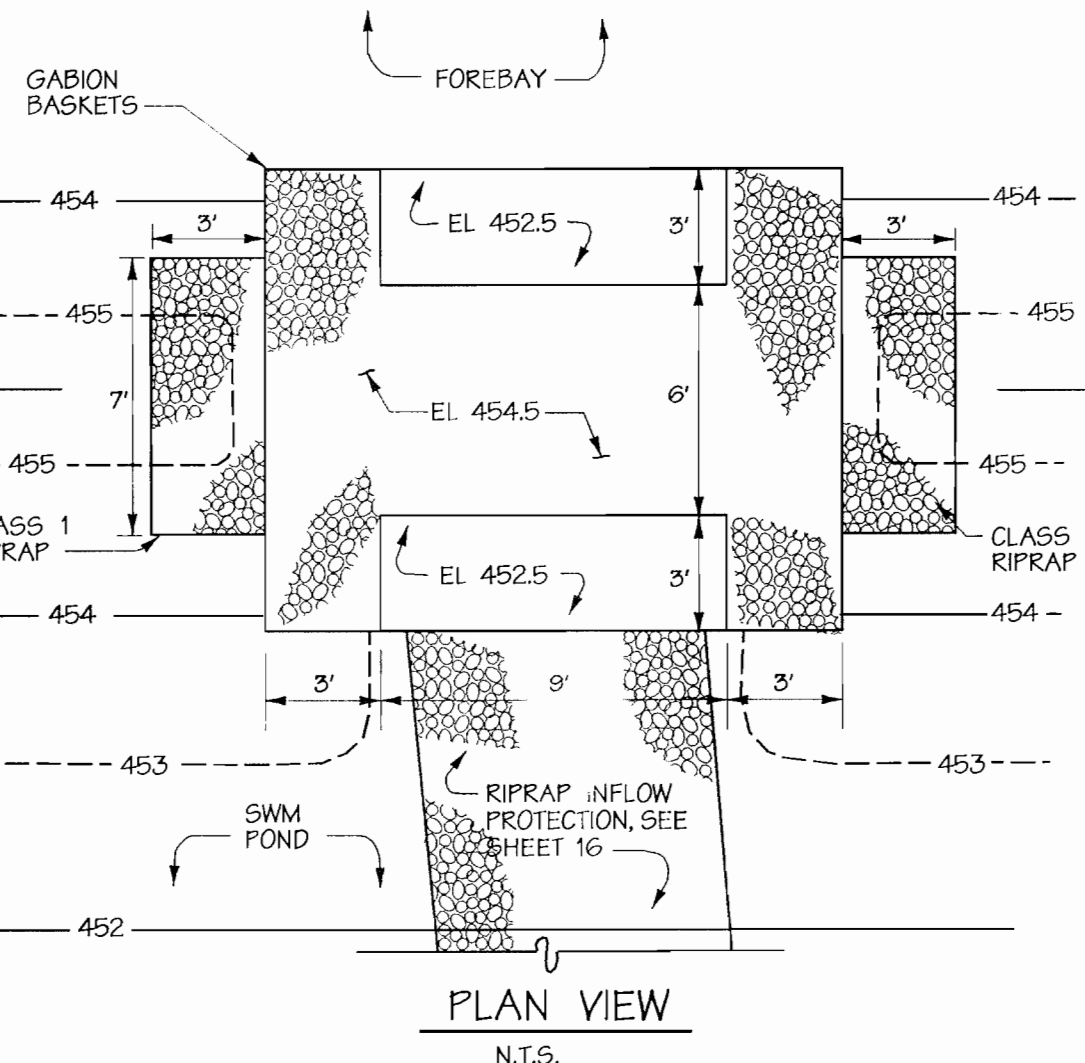 FOREBAY
GABION
BASKETS
454
454
3'
EL 452.5
3'
3'
455
455
7'
EL 454.5
6'
455
455
CLASS
RIPRAP
EL 452.5
3'
454
454
3'
9'
3'
453
453
SWM
POND
RIPRAP INFLOW
PROTECTION, SEE
SHEET 16
452
PLAN VIEW
N.T.S.